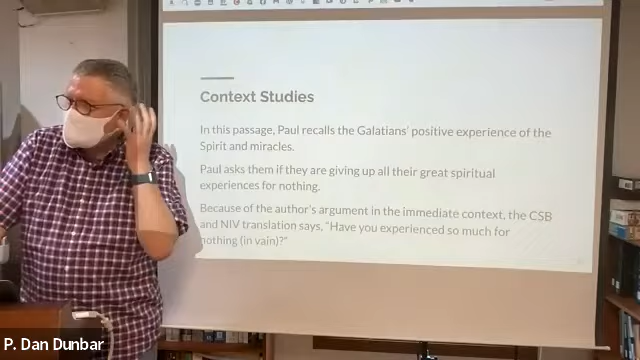 Context Studies
In this passage, Paul recalls the Galatians' positive experience of the
Spirit and miracles.
Paul asks them if they are giving up all their great spiritual
experiences for nothing.
Because of the author's argument in the immediate context, the CSB
and NIV translation says, "Have you experienced so much for
nothing (in vain)?"
P. Dan Dunbar